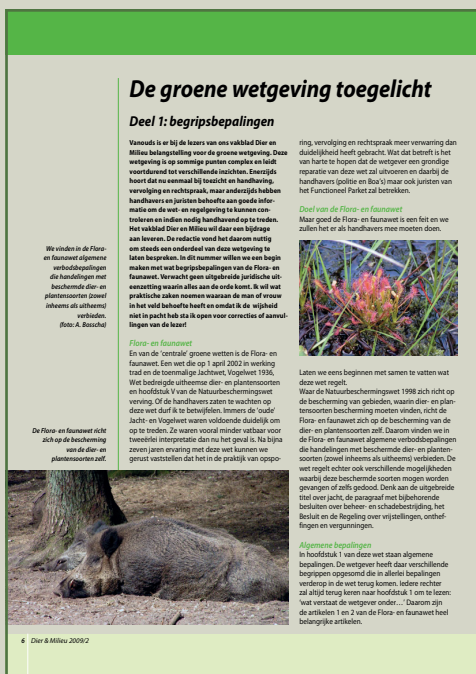 De groene wetgeving toegelicht
Deel 1: begripsbepalingen
Vanouds is er bij de lezers van ons vakblad Dier en
Milieu belangstelling voor de groene wetgeving. Deze
wetgeving is op sommige punten complex en leidt
voortdurend tot verschillende inzichten. Enerzijds
hoort dat nu eenmaal bij toezicht en handhaving,
vervolging en rechtspraak, maar anderzijds hebben
handhavers en juristen behoefte aan goede infor-
matie om de wet- en regelgeving te kunnen con-
troleren en indien nodig handhavend op te treden.
Het vakblad Dier en Milieu wil daar een bijdrage
aan leveren. De redactie vond het daarom nuttig
om steeds een onderdeel van deze wetgeving te
laten bespreken. In dit nummer willen we een begin
maken met wat begripsbepalingen van de Flora- en
faunawet. Verwacht geen uitgebreide juridische uit-
eenzetting waarin alles aan de orde komt. Ik wil wat
praktische zaken noemen waaraan de man of vrouw
in het veld behoefte heeft en omdat ik de wijsheid
niet in pacht heb sta ik open voor correcties of aanvul-
lingen van de lezer!
Flora- en faunawet
En van de ‘centrale’ groene wetten is de Flora- en
faunawet. Een wet die op 1 april 2002 in werking
trad en de toenmalige Jachtwet, Vogelwet 1936,
Wet bedreigde uitheemse dier- en plantensoorten
en hoofdstuk V van de Natuurbeschermingswet
verving. Of de handhavers zaten te wachten op
deze wet durf ik te betwijfelen. Immers de ‘oude’
Jacht- en Vogelwet waren voldoende duidelijk om
op te treden. Ze waren vooral minder vatbaar voor
tweeërlei interpretatie dan nu het geval is. Na bijna
zeven jaren ervaring met deze wet kunnen we
gerust vaststellen dat het in de praktijk van opspo-
ring, vervolging en rechtspraak meer verwarring dan
duidelijkheid heeft gebracht. Wat dat betreft is het
van harte te hopen dat de wetgever een grondige
reparatie van deze wet zal uitvoeren en daarbij de
handhavers (politie en Boa’s) maar ook juristen van
het Functioneel Parket zal betrekken.
Doel van de Flora- en faunawet
Maar goed de Flora- en faunawet is een feit en we
zullen het er als handhavers mee moeten doen.
Laten we eens beginnen met samen te vatten wat
deze wet regelt.
Waar de Natuurbeschermingswet 1998 zich richt op
de bescherming van gebieden, waarin dier- en plan-
tensoorten bescherming moeten vinden, richt de
Flora- en faunawet zich op de bescherming van de
dier- en plantensoorten zelf. Daarom vinden we in
de Flora- en faunawet algemene verbodsbepalingen
die handelingen met beschermde dier- en planten-
soorten (zowel inheems als uitheems) verbieden. De
wet regelt echter ook verschillende mogelijkheden
waarbij deze beschermde soorten mogen worden
gevangen of zelfs gedood. Denk aan de uitgebreide
titel over jacht, de paragraaf met bijbehorende
besluiten over beheer- en schadebestrijding, het
Besluit en de Regeling over vrijstellingen, onthef-
fingen en vergunningen.
Algemene bepalingen
In hoofdstuk 1 van deze wet staan algemene
bepalingen. De wetgever heeft daar verschillende
begrippen opgesomd die in allerlei bepalingen
verderop in de wet terug komen. Iedere rechter
zal altijd terug keren naar hoofdstuk 1 om te lezen:
‘wat verstaat de wetgever onder…’ Daarom zijn
de artikelen 1 en 2 van de Flora- en faunawet heel
belangrijke artikelen.
We vinden in de Flora-
en faunawet algemene
verbodsbepalingen
die handelingen met
beschermde dier- en
plantensoorten (zowel
inheems als uitheems)
verbieden.
(foto: A. Bosscha)
De Flora- en faunawet richt
zich op de bescherming
van de dier- en
plantensoorten zelf.
6 Dier & Milieu 2009/2